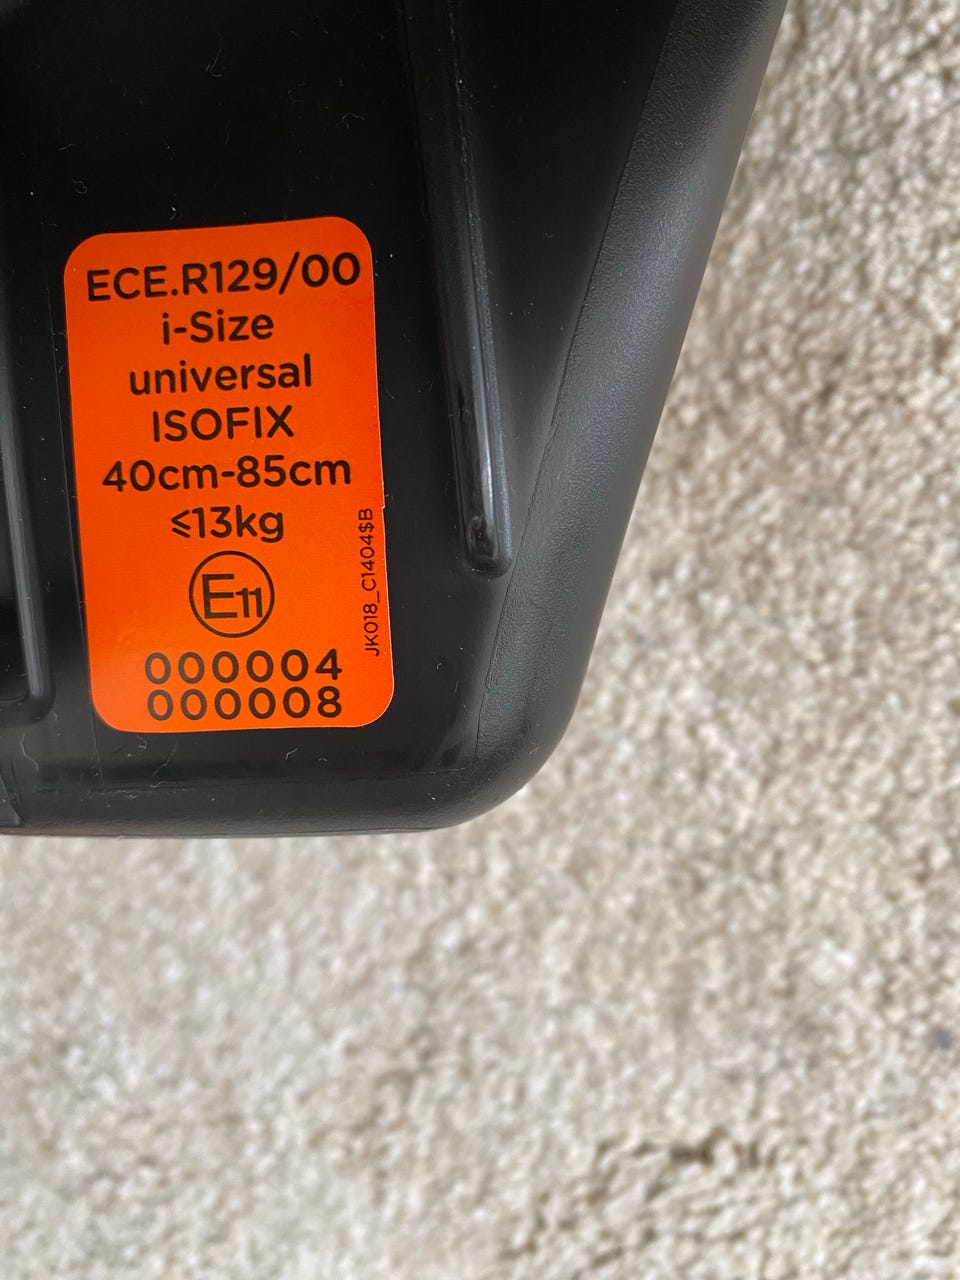 ECE.R129/00
i-Size
universal
ISOFIX
40cm-85cm
≤13kg
E11
000004
000008
JK018_C1404$B